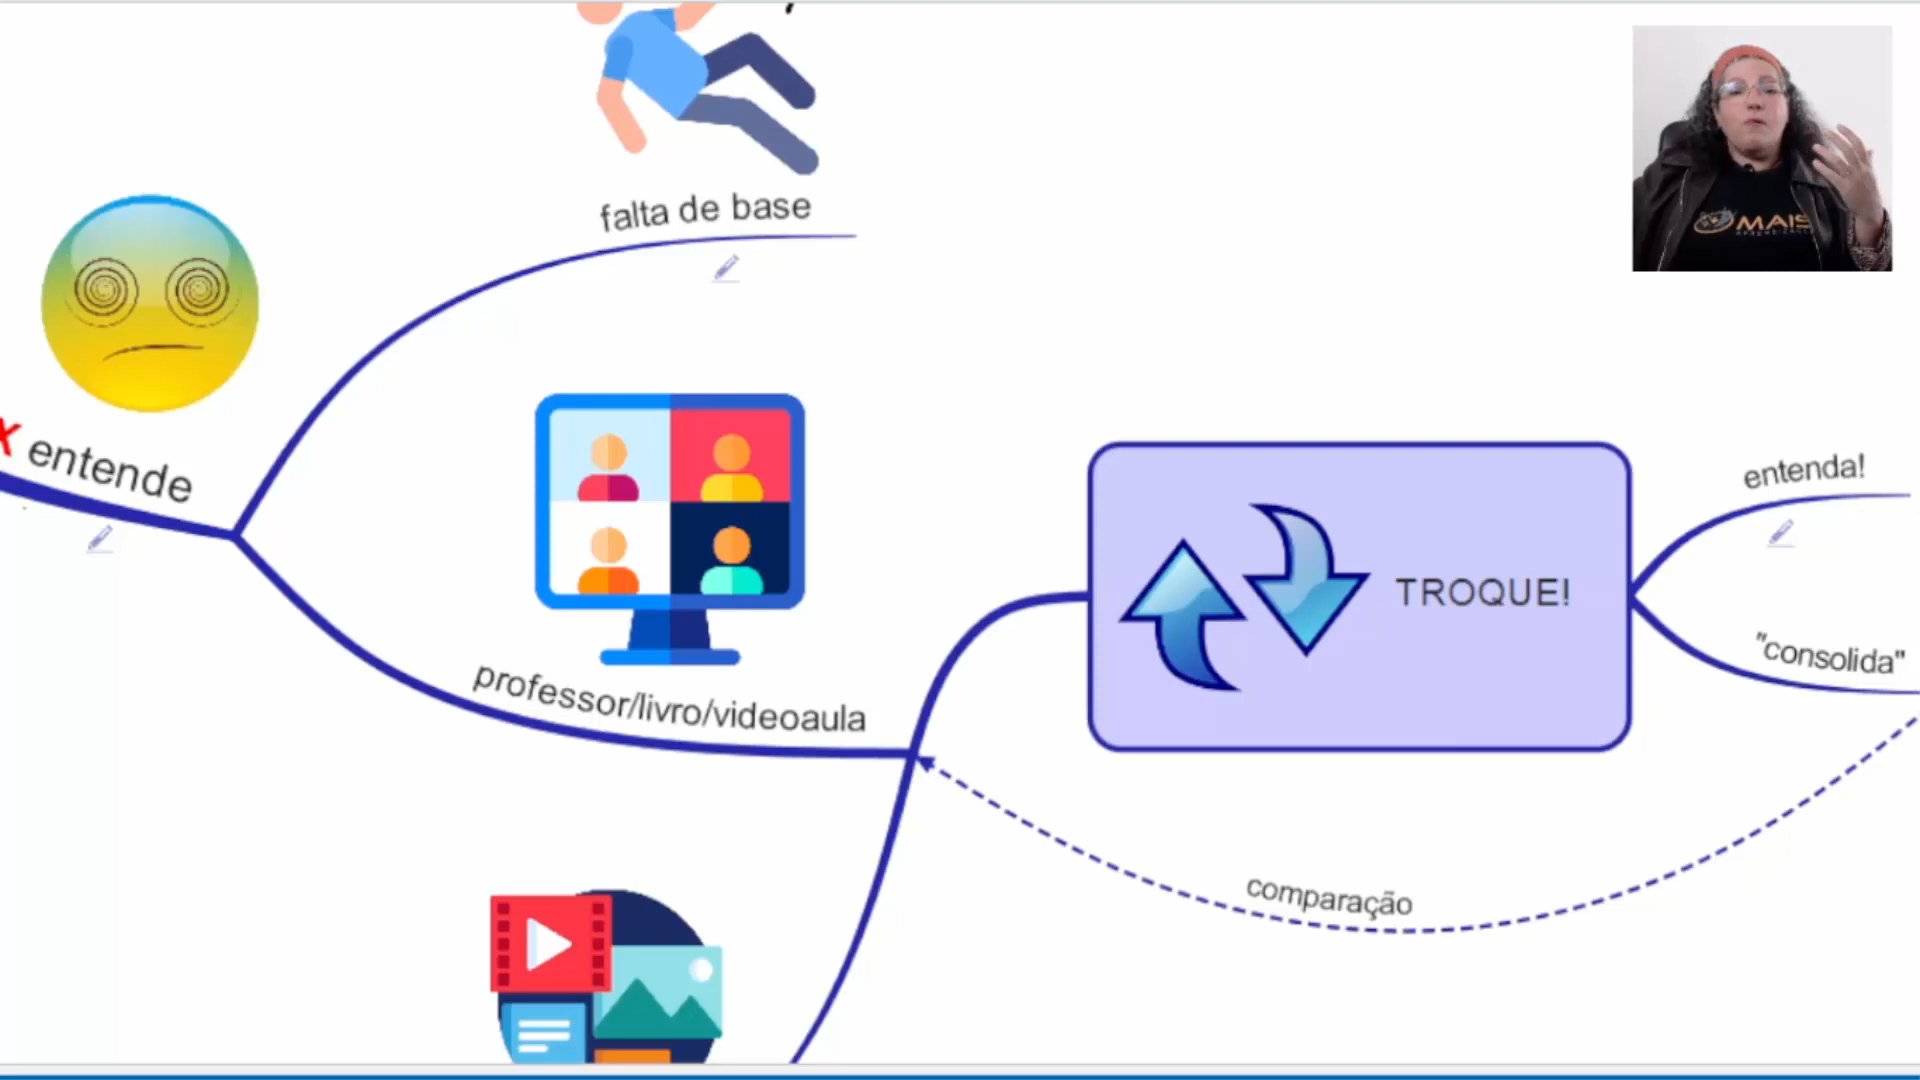 falta de base
x entende
professor/livro/videoaula
TROQUE!
entenda!
"consolida"
comparação
MAIS